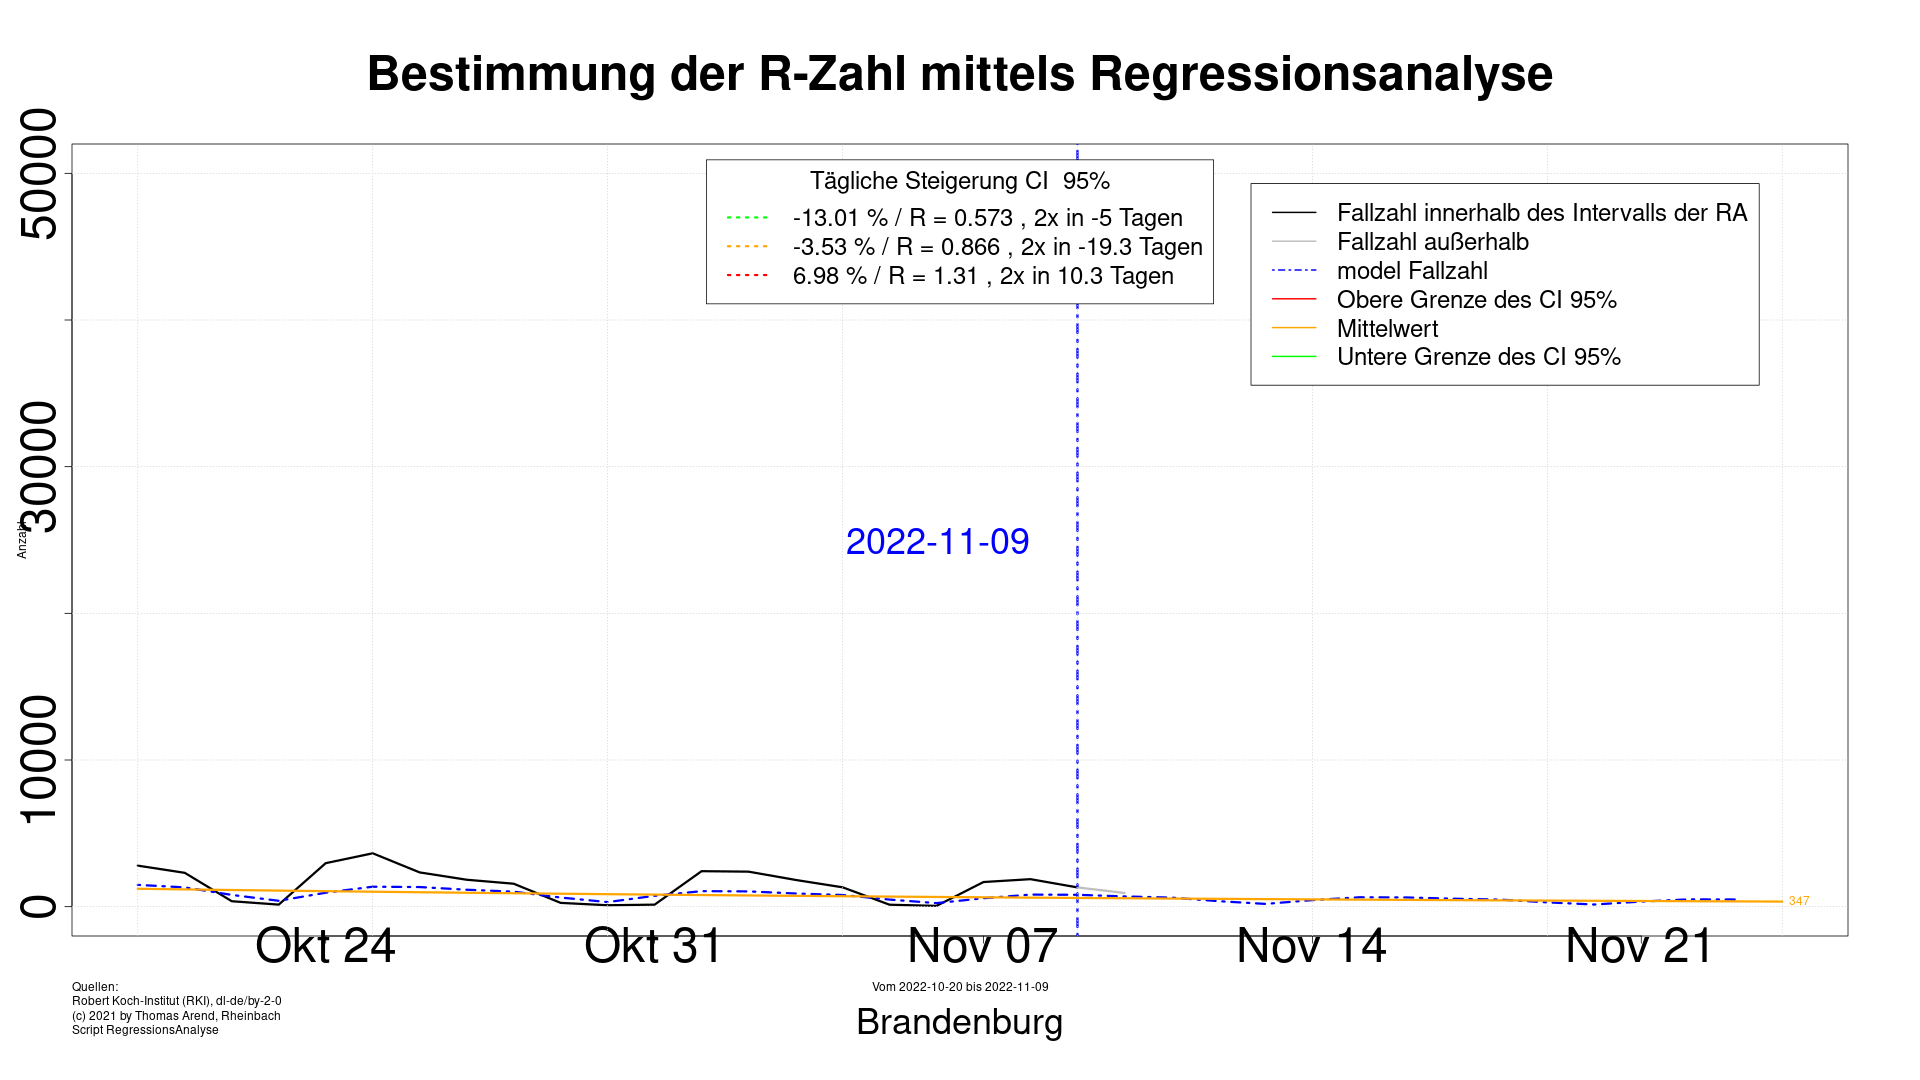 Bestimmung der R-Zahl mittels Regressionsanalyse
50000
30000
10000
0
Anzahl
Tägliche Steigerung CI  95%
-13.01 % / R = 0.573 , 2x in -5 Tagen
-3.53 % / R = 0.866 , 2x in -19.3 Tagen
6.98 % / R = 1.31 , 2x in 10.3 Tagen
Fallzahl innerhalb des Intervalls der RA
Fallzahl außerhalb
model Fallzahl
Obere Grenze des CI 95%
Mittelwert
Untere Grenze des CI 95%
2022-11-09
347
Okt 24
Okt 31
Nov 07
Nov 14
Nov 21
Quellen:
Robert Koch-Institut (RKI), dl-de/by-2-0
(c) 2021 by Thomas Arend, Rheinbach
Script RegressionsAnalyse
Vom 2022-10-20 bis 2022-11-09
Brandenburg